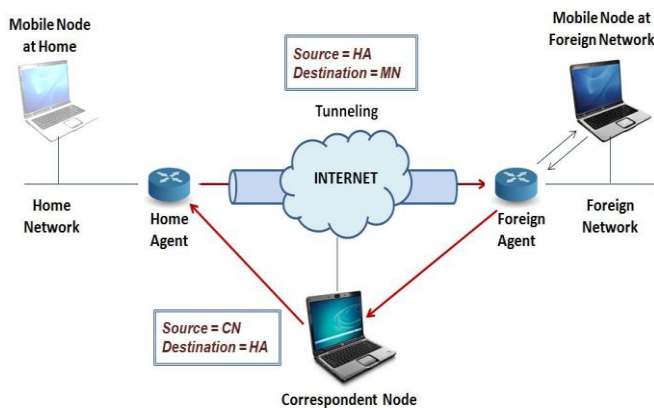 Mobile Node
at Home
Source = HA
Destination = MN
Tunneling
Mobile Node at
Foreign Network
INTERNET
Home
Network
Home
Agent
Foreign
Agent
Foreign
Network
Source = CN
Destination = HA
Correspondent Node